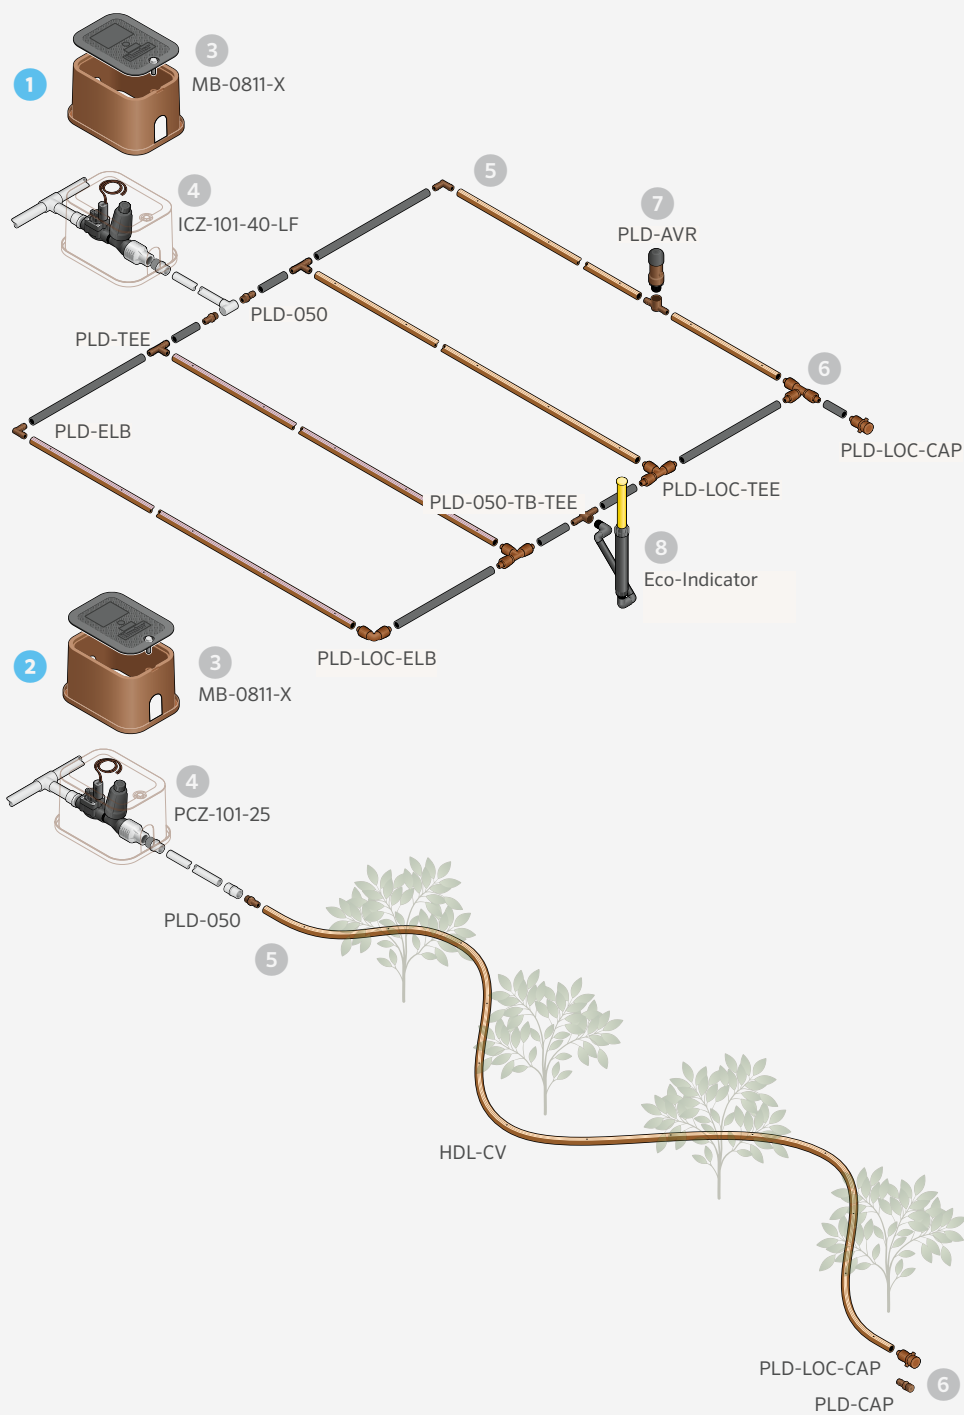 3
1
MB-0811-X
4
ICZ-101-40-LF
5
7
PLD-AVR
PLD-050
PLD-TEE
6
PLD-ELB
PLD-LOC-CAP
PLD-LOC-TEE
PLD-050-TB-TEE
8
Eco-Indicator
PLD-LOC-ELB
2
3
MB-0811-X
4
PCZ-101-25
PLD-050
5
HDL-CV
PLD-LOC-CAP
6
PLD-CAP